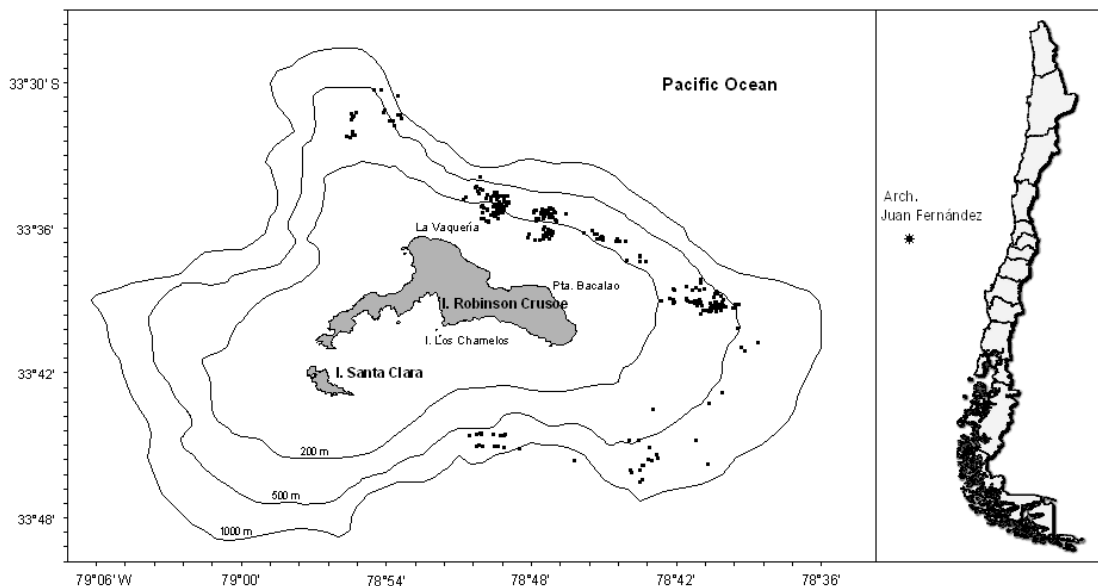 33°30' S
Pacific Ocean
Arch.
Juan Fernández
33°36'
La Vaquería
Pta. Bacalao
I. Robinson Crusoe
I. Los Chamelos
33°42'
I. Santa Clara
200 m
500 m
33°48'
1000 m
79°06' W
79°00'
78°54'
78°48'
78°42'
78°36'